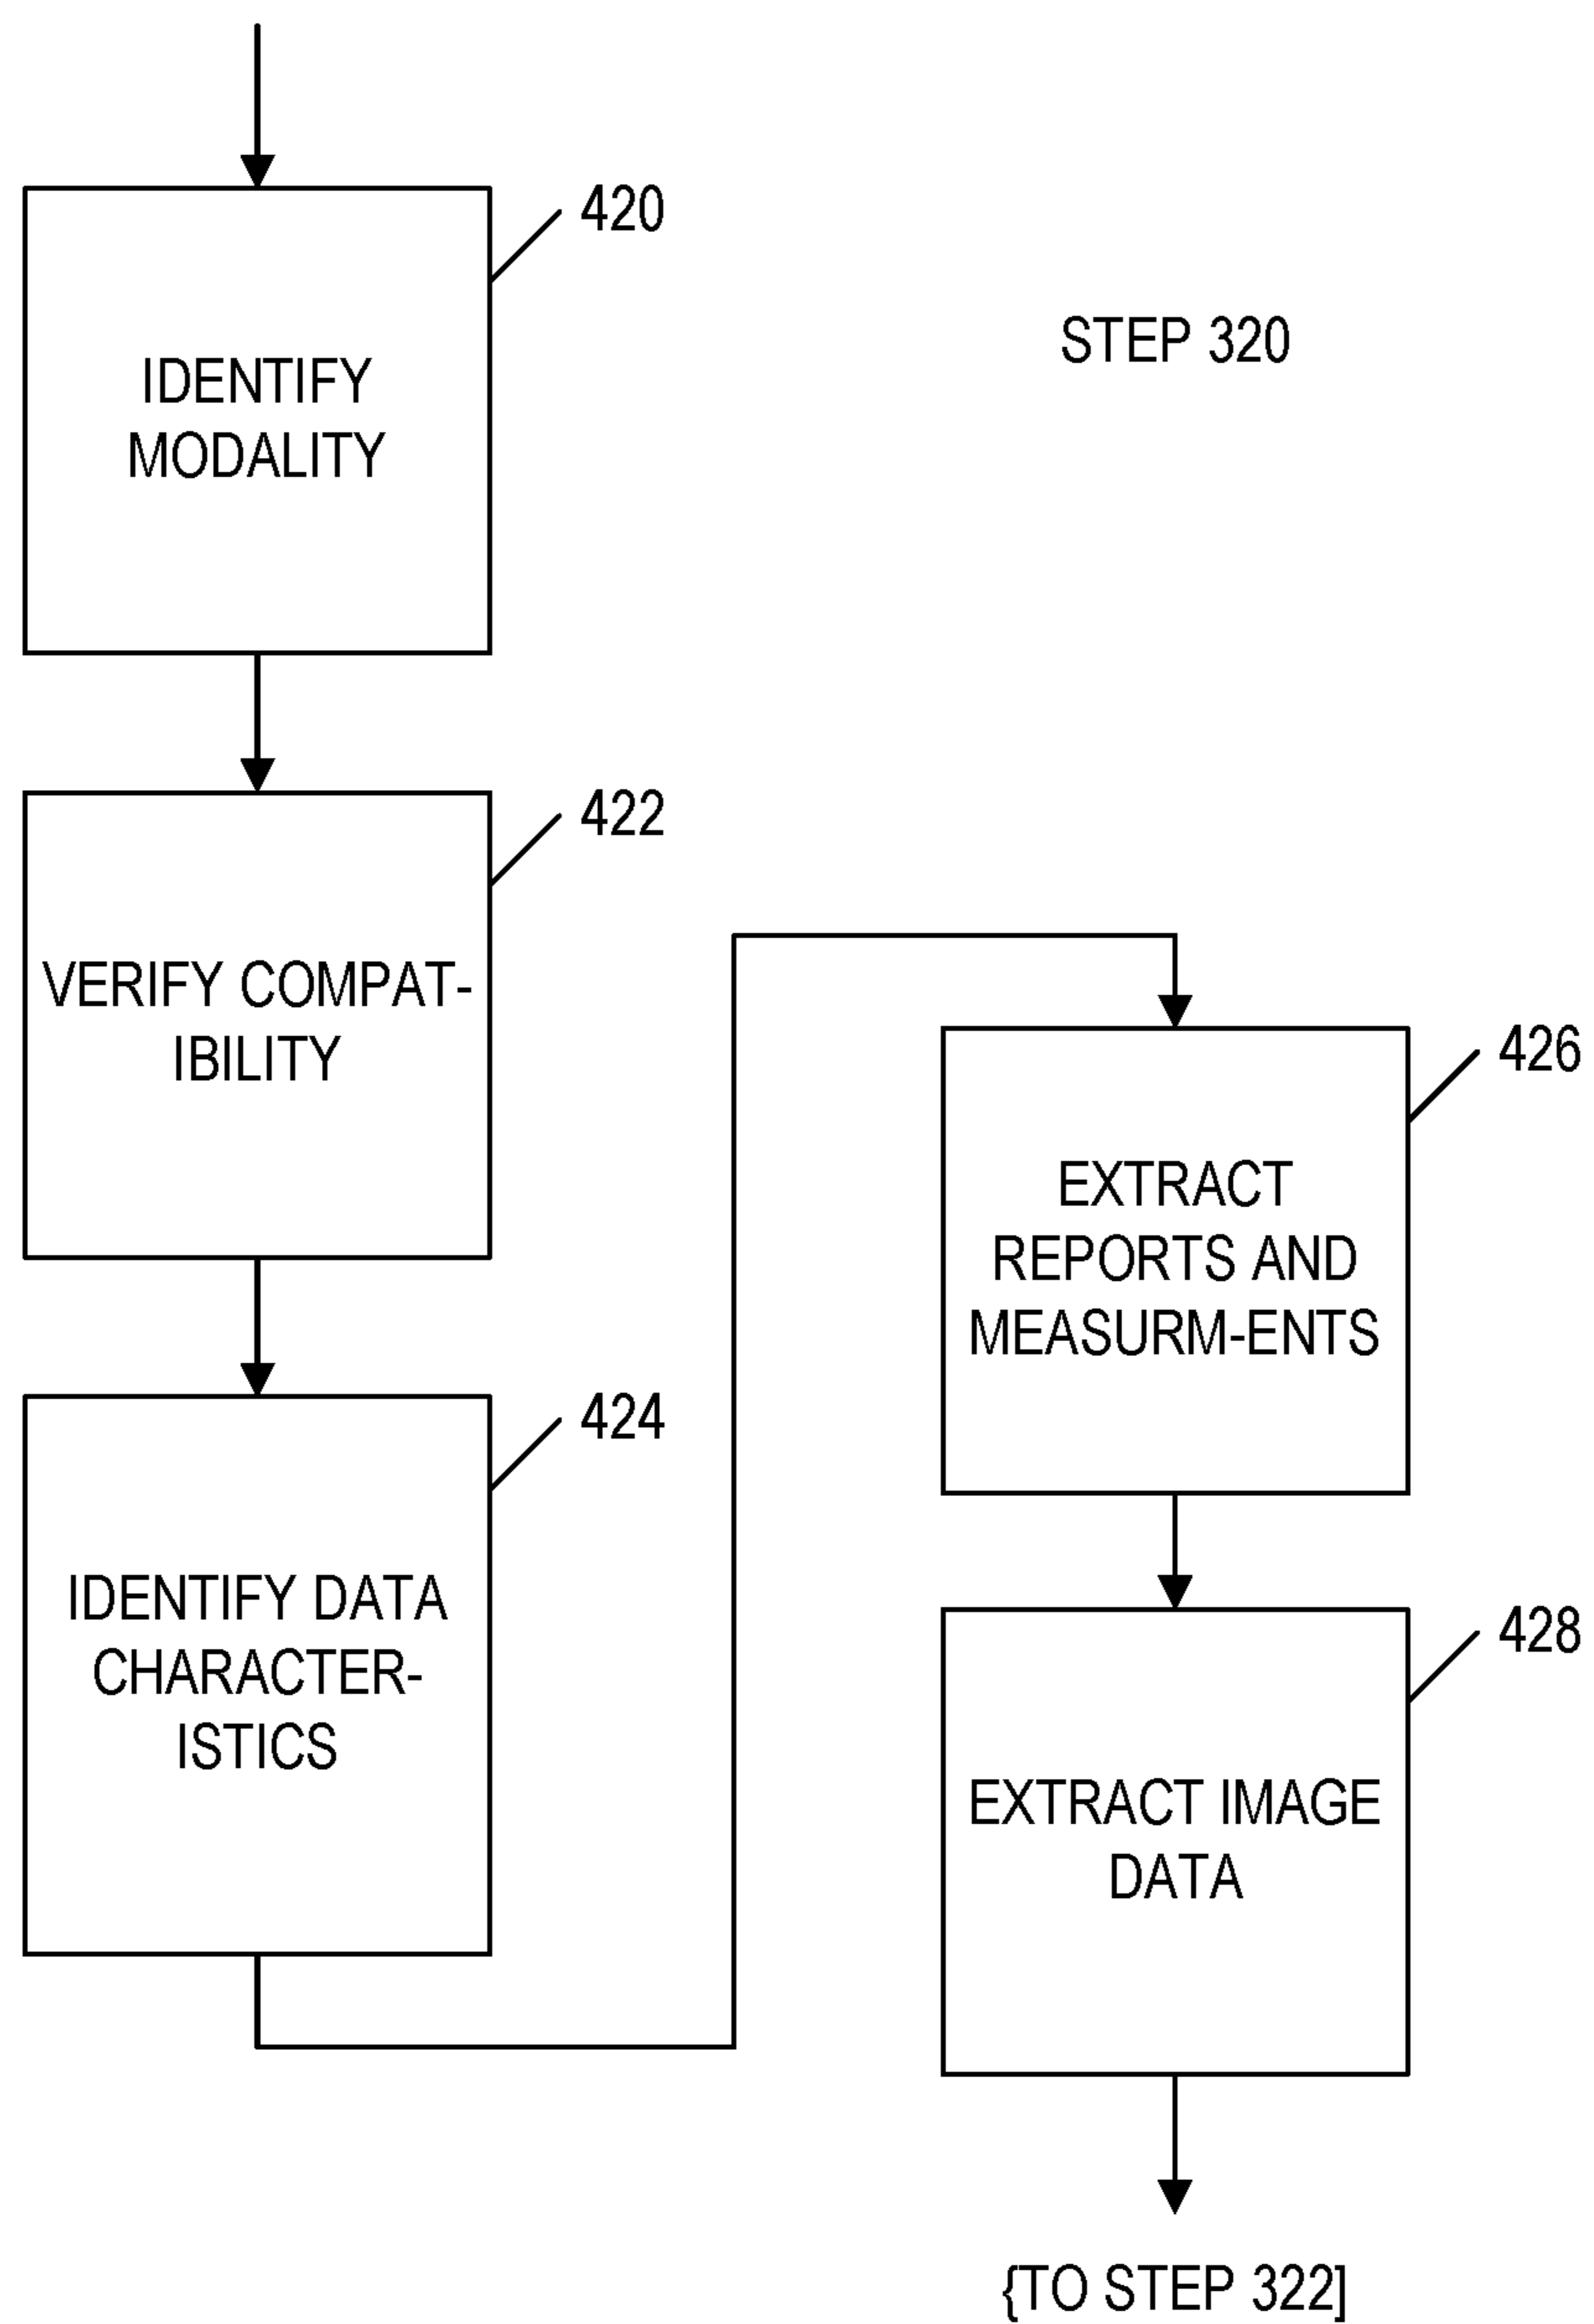 420
STEP 320
IDENTIFY
MODALITY
422
VERIFY COMPAT-
IBILITY
424
IDENTIFY DATA
CHARACTER-
ISTICS
426
EXTRACT
REPORTS AND
MEASURM-ENTS
428
EXTRACT IMAGE
DATA
{TO STEP 322]